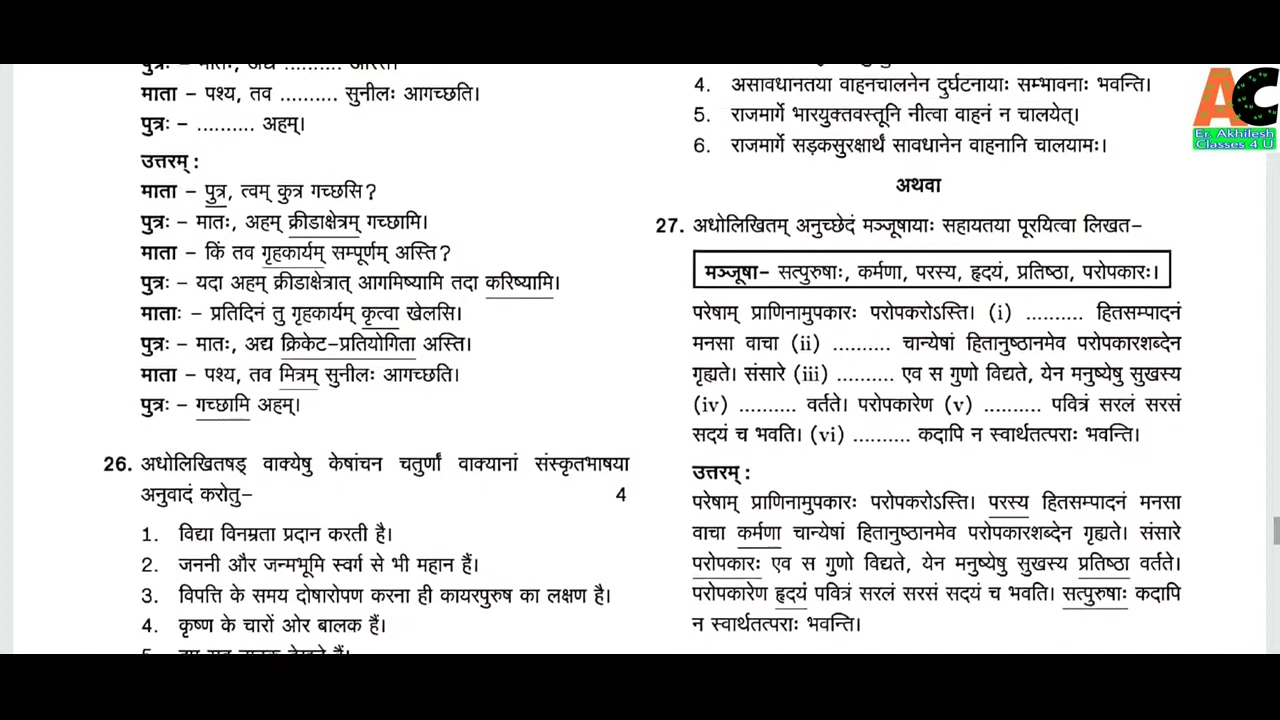 माता – पश्य, तव .......... सुनीलः आगच्छति।
पुत्रः – .......... अहम्।
उत्तरम् :
माता – पुत्र, त्वम् कुत्र गच्छसि?
पुत्रः – मातः, अहम् क्रीडाक्षेत्रम् गच्छामि।
माता – किं तव गृहकार्यम् सम्पूर्णम् अस्ति?
पुत्रः – यदा अहम् क्रीडाक्षेत्रात् आगमिष्यामि तदा करिष्यामि।
माताः – प्रतिदिनं तु गृहकार्यम् कृत्वा खेलसि।
पुत्रः – मातः, अद्य क्रिकेट–प्रतियोगिता अस्ति।
माता – पश्य, तव मित्रम् सुनीलः आगच्छति।
पुत्रः – गच्छामि अहम्।
26. अधोलिखितषड् वाक्येषु केषांचन चतुर्णां वाक्यानां संस्कृतभाषया
अनुवादं करोतु– 4
1. विद्या विनम्रता प्रदान करती है।
2. जननी और जन्मभूमि स्वर्ग से भी महान हैं।
3. विपत्ति के समय दोषारोपण करना ही कायरपुरुष का लक्षण है।
4. कृष्ण के चारों ओर बालक हैं।
4. असावधानतया वाहनचालनेन दुर्घटनायाः सम्भावनाः भवन्ति।
5. राजमार्गे भारयुक्तवस्तूनि नीत्वा वाहनं न चालयेत्।
6. राजमार्गे सड़कसुरक्षार्थं सावधानेन वाहनानि चालयामः।
अथवा
27. अधोलिखितम् अनुच्छेदं मञ्जूषायाः सहायतया पूरयित्वा लिखत–
मञ्जूषा– सत्पुरुषाः, कर्मणा, परस्य, हृदयं, प्रतिष्ठा, परोपकारः।
परेषाम् प्राणिनामुपकारः परोपकरोऽस्ति। (i) .......... हितसम्पादनं
मनसा वाचा (ii) .......... चान्येषां हितानुष्ठानमेव परोपकारशब्देन
गृह्यते। संसारे (iii) .......... एव स गुणो विद्यते, येन मनुष्येषु सुखस्य
(iv) .......... वर्तते। परोपकारेण (v) .......... पवित्रं सरलं सरसं
सद्यं च भवति। (vi) .......... कदापि न स्वार्थतत्पराः भवन्ति।
उत्तरम् :
परेषाम् प्राणिनामुपकारः परोपकरोऽस्ति। परस्य हितसम्पादनं मनसा
वाचा कर्मणा चान्येषां हितानुष्ठानमेव परोपकारशब्देन गृह्यते। संसारे
परोपकारः एव स गुणो विद्यते, येन मनुष्येषु सुखस्य प्रतिष्ठा वर्तते।
परोपकारेण हृदयं पवित्रं सरलं सरसं सद्यं च भवति। सत्पुरुषाः कदापि
न स्वार्थतत्पराः भवन्ति।
AC
Er. Akhilesh
Classes 4 U